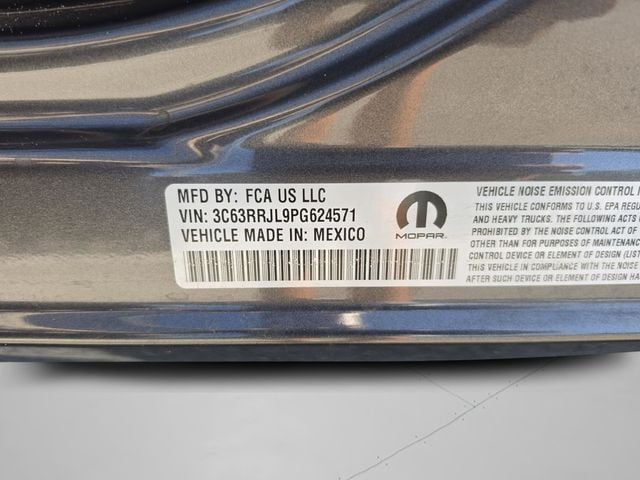 MFD BY: FCA US LLC
VIN: 3C63RRJL9PG624571
VEHICLE MADE IN: MEXICO
MOPAR
VEHICLE NOISE EMISSION CONTROL
THIS VEHICLE CONFORMS TO U.S. EPA REGU
AND HEAVY TRUCKS. THE FOLLOWING ACTS
PROHIBITED BY THE NOISE CONTROL ACT OF
OTHER THAN FOR PURPOSES OF MAINTENANC
CONTROL DEVICE OR ELEMENT OF DESIGN (LIST
THIS VEHICLE IN COMPLIANCE WITH THE NOISE
AFTER SUCH DEVICE OR ELEMENT OF DESIGN HA